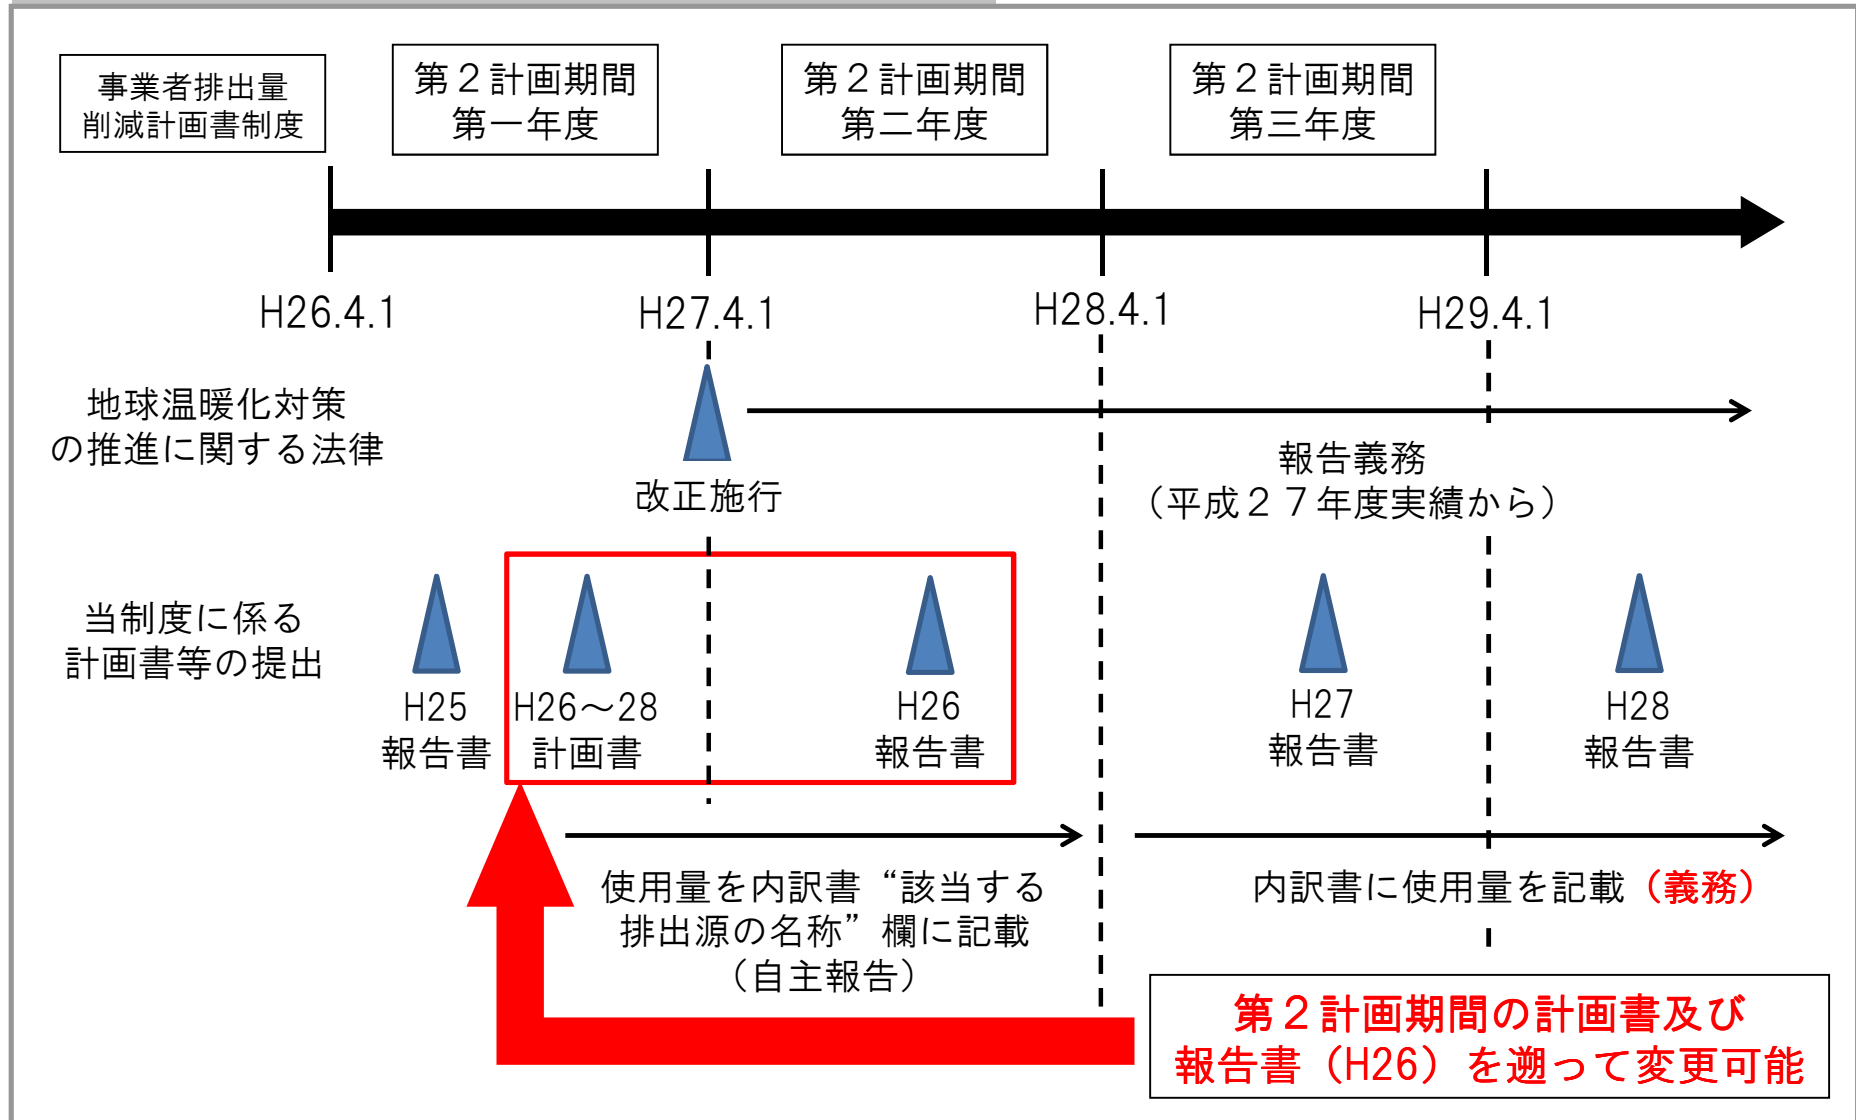 事業者排出量
削減計画書制度
第２計画期間
第一年度
第２計画期間
第二年度
第２計画期間
第三年度
H26.4.1
H27.4.1
H28.4.1
H29.4.1
地球温暖化対策
の推進に関する法律
改正施行
報告義務
（平成２７年度実績から）
当制度に係る
計画書等の提出
H25
報告書
H26～28
計画書
H26
報告書
H27
報告書
H28
報告書
使用量を内訳書“該当する
排出源の名称”欄に記載
（自主報告）
内訳書に使用量を記載（義務）
第２計画期間の計画書及び
報告書（H26）を遡って変更可能